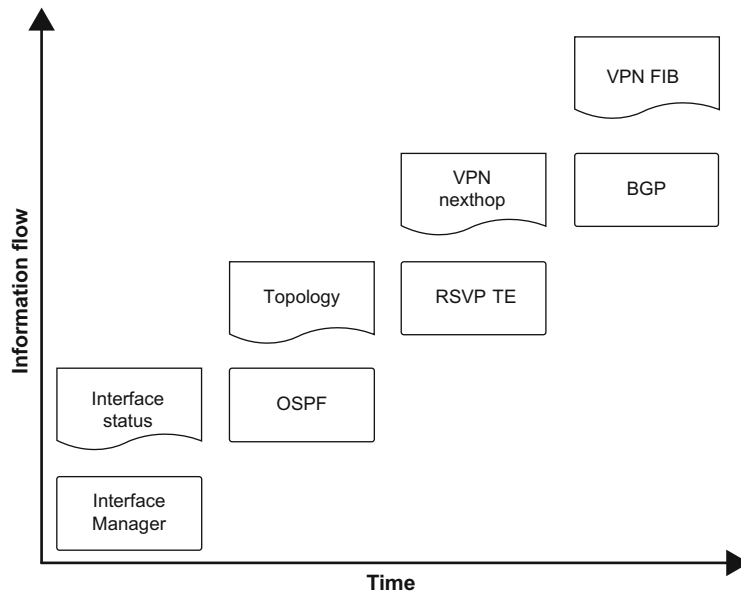 VPN FIB
VPN
nexthop
BGP
Topology
RSVP TE
Interface
status
OSPF
Interface
Manager
Information flow
Time